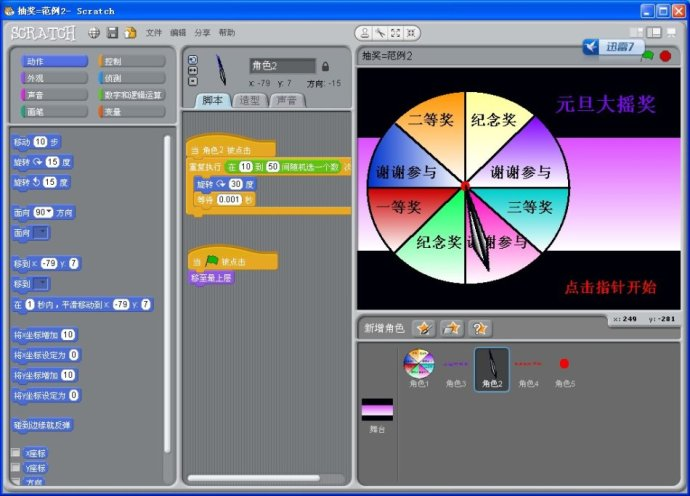 抽奖=范例2- Scratch
SCRATCH 文件 编辑 分享 帮助
动作 控制
外观 侦测
声音 数字和逻辑运算
画笔 变量
移动 10 步
旋转 15 度
旋转 15 度
面向 90 方向
面向
移到 x: -79 y: 7
移到
在 1 秒内，平滑移动到 x: -79 y: 7
将x坐标增加 10
将x坐标设定为 0
将y坐标增加 10
将y坐标设定为 0
碰到边缘就反弹
x座标
y座标
方向
角色2
x: -79 y: 7 方向: -15
脚本 造型 声音
当 角色2 被点击
重复执行 在 10 到 50 间随机选一个数 次
旋转 30 度
等待 0.001 秒
当 被点击
移至最上层
抽奖=范例2
迅雷7
元旦大摇奖
二等奖 纪念奖
谢谢参与
一等奖 三等奖
纪念奖 谢谢参与
点击指针开始
x: 249 y: -281
新增角色
角色1 角色3 角色2 角色4 角色5
舞台